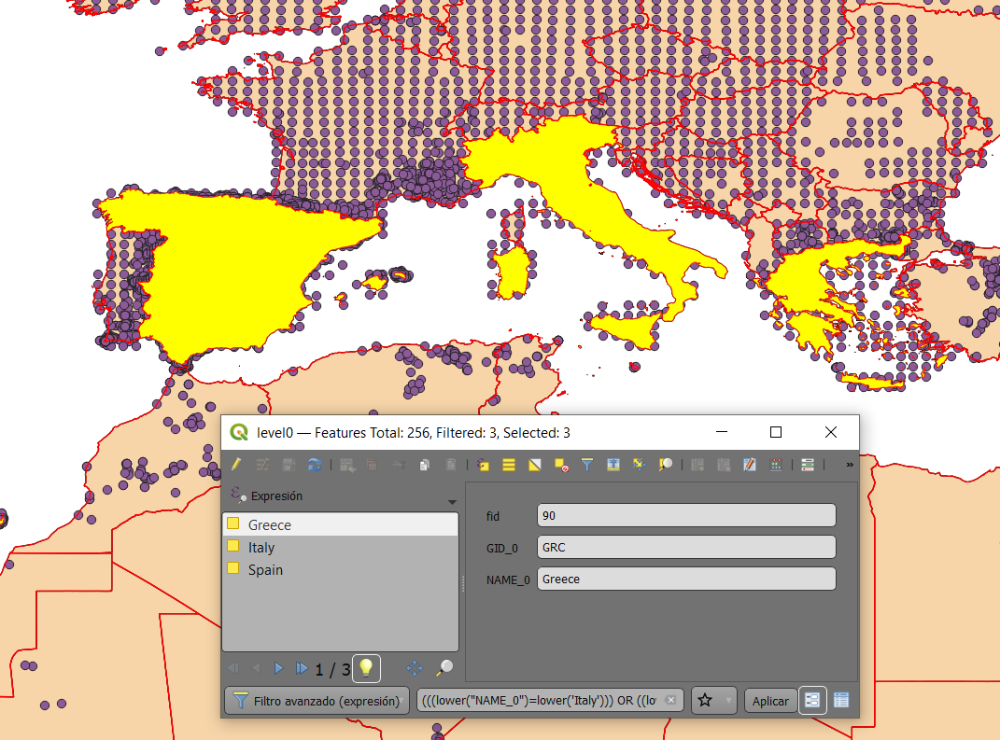 level0 — Features Total: 256, Filtered: 3, Selected: 3
»
Expresión
Greece
Italy
Spain
fid 90
GID_0 GRC
NAME_0 Greece
1 / 3
Filtro avanzado (expresión) (((lower("NAME_0")=lower('Italy'))) OR ((lo Aplicar